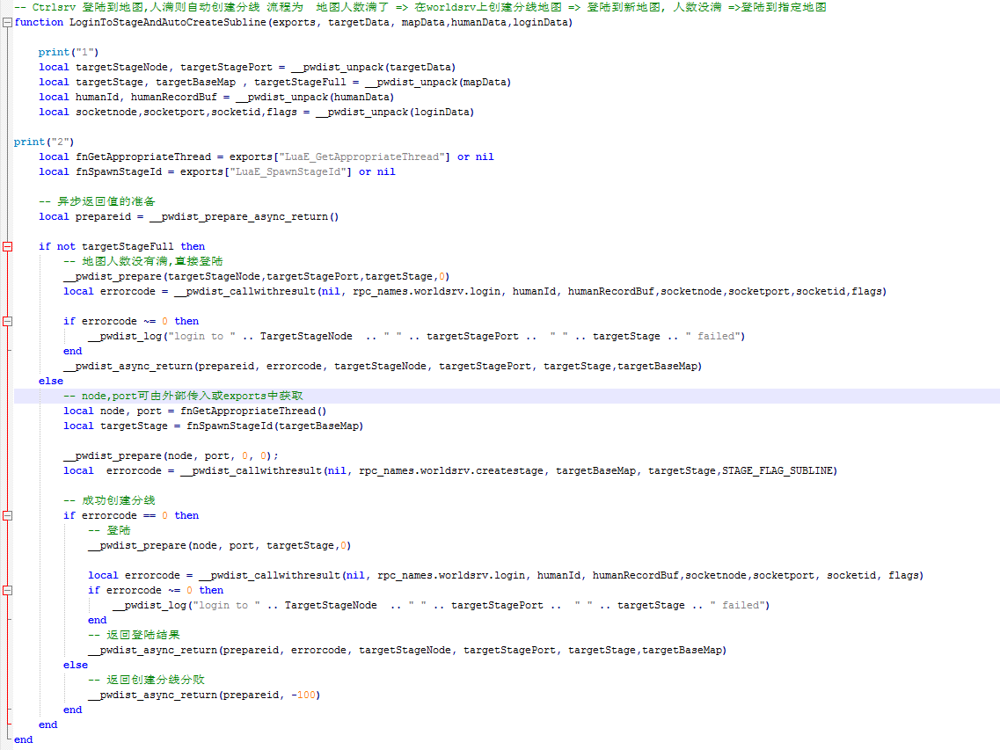 -- Ctrlsrv 登陆到地图,人满则自动创建分线 流程为  地图人数满了 => 在worldsrv上创建分线地图 => 登陆到新地图, 人数没满 =>登陆到指定地图
function LoginToStageAndAutoCreateSubline(exports, targetData, mapData,humanData,loginData)
print("1")
local targetStageNode, targetStagePort = __pwdist_unpack(targetData)
local targetStage, targetBaseMap , targetStageFull = __pwdist_unpack(mapData)
local humanId, humanRecordBuf = __pwdist_unpack(humanData)
local socketnode,socketport,socketid,flags = __pwdist_unpack(loginData)
print("2")
local fnGetAppropriateThread = exports["LuaE_GetAppropriateThread"] or nil
local fnSpawnStageId = exports["LuaE_SpawnStageId"] or nil
-- 异步返回值的准备
local prepareid = __pwdist_prepare_async_return()
if not targetStageFull then
-- 地图人数没有满,直接登陆
__pwdist_prepare(targetStageNode,targetStagePort,targetStage,0)
local errorcode = __pwdist_callwithresult(nil, rpc_names.worldsrv.login, humanId, humanRecordBuf,socketnode,socketport,socketid,flags)
if errorcode ~= 0 then
__pwdist_log("login to " .. TargetStageNode  .. " " .. targetStagePort ..  " " .. targetStage .. " failed")
end
__pwdist_async_return(prepareid, errorcode, targetStageNode, targetStagePort, targetStage,targetBaseMap)
else
-- node,port可由外部传入或exports中获取
local node, port = fnGetAppropriateThread()
local targetStage = fnSpawnStageId(targetBaseMap)
__pwdist_prepare(node, port, 0, 0);
local  errorcode = __pwdist_callwithresult(nil, rpc_names.worldsrv.createstage, targetBaseMap, targetStage,STAGE_FLAG_SUBLINE)
-- 成功创建分线
if errorcode == 0 then
-- 登陆
__pwdist_prepare(node, port, targetStage,0)
local errorcode = __pwdist_callwithresult(nil, rpc_names.worldsrv.login, humanId, humanRecordBuf,socketnode,socketport, socketid, flags)
if errorcode ~= 0 then
__pwdist_log("login to " .. TargetStageNode  .. " " .. targetStagePort ..  " " .. targetStage .. " failed")
end
-- 返回登陆结果
__pwdist_async_return(prepareid, errorcode, targetStageNode, targetStagePort, targetStage,targetBaseMap)
else
-- 返回创建分线分败
__pwdist_async_return(prepareid, -100)
end
end
end